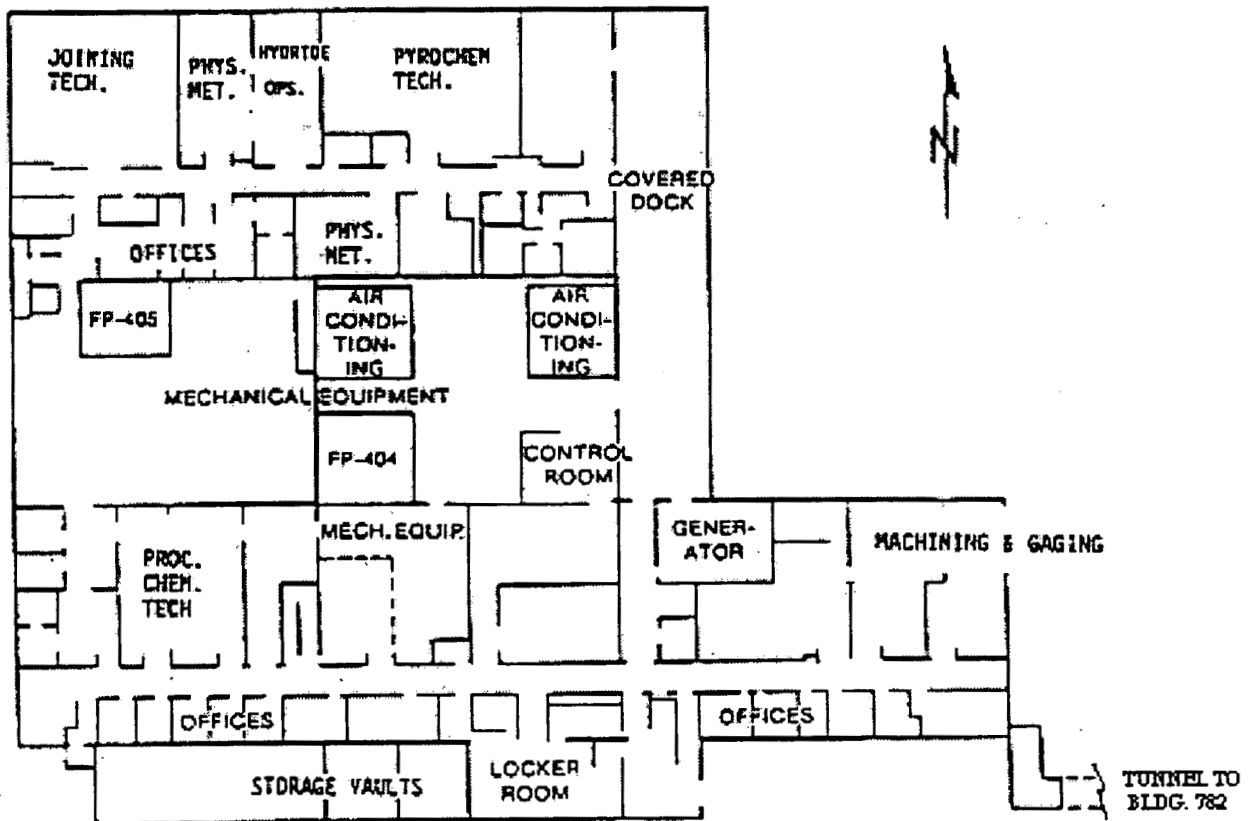 JOINING
TECH.
PHYS.
MET.
HYDRIDE
OPS.
PYROCHEM
TECH.
N
COVERED
DOCK
OFFICES
PHYS.
MET.
FP-405
AIR
CONDI-
TION-
ING
AIR
CONDI-
TION-
ING
MECHANICAL EQUIPMENT
FP-404
CONTROL
ROOM
MECH. EQUIP.
GENER-
ATOR
MACHINING & GAGING
PROC.
CHEM.
TECH
OFFICES
OFFICES
STORAGE VAULTS
LOCKER
ROOM
TUNNEL TO
BLDG. 782